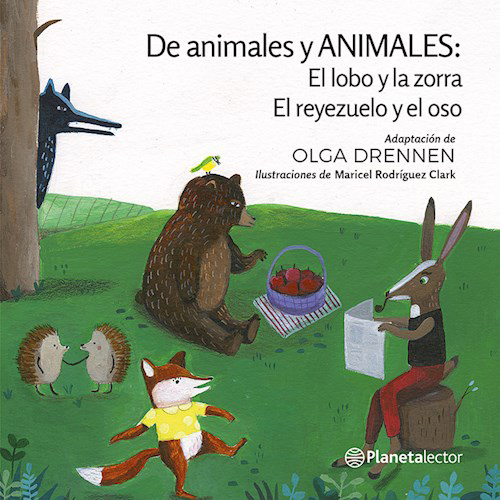 De animales y ANIMALES:
El lobo y la zorra
El reyezuelo y el oso
Adaptación de
OLGA DRENNEN
Ilustraciones de Maricel Rodríguez Clark
Planetalector